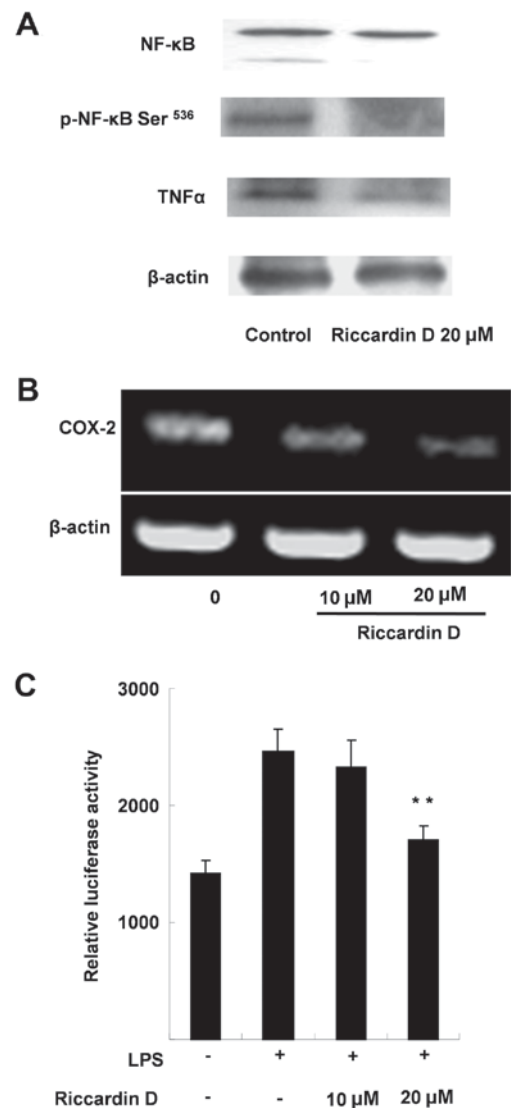 A
NF-κB
p-NF-κB Ser 536
TNFα
β-actin
Control Riccardin D 20 µM
B
COX-2
β-actin
0 10 µM 20 µM
Riccardin D
C
3000
2000
1000
Relative luciferase activity
**
LPS - + + +
Riccardin D - - 10 µM 20 µM